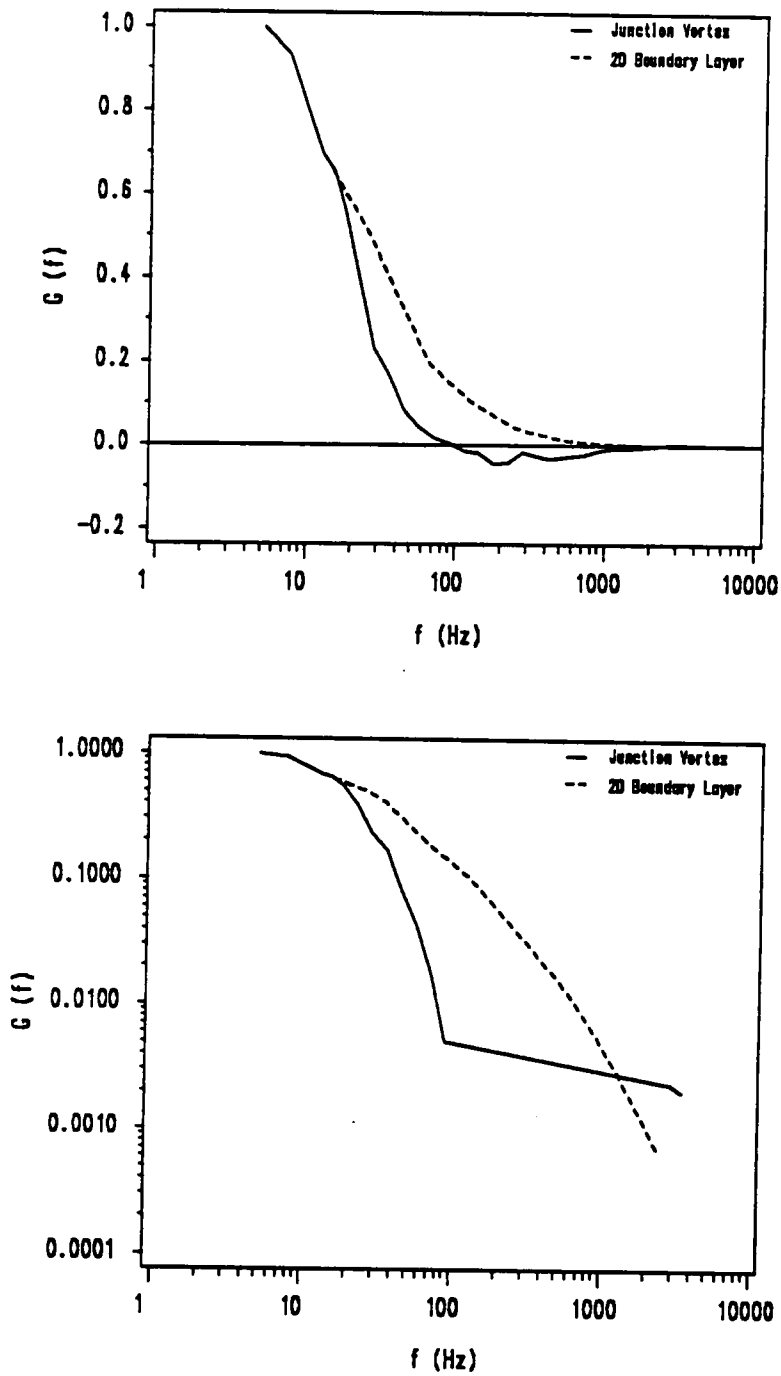 1.0
0.8
0.6
0.4
0.2
0.0
-0.2
G (f)
Junction Vortex
2D Boundary Layer
1 10 100 1000 10000
f (Hz)
1.0000
0.1000
0.0100
0.0010
0.0001
G (f)
Junction Vortex
2D Boundary Layer
1 10 100 1000 10000
f (Hz)